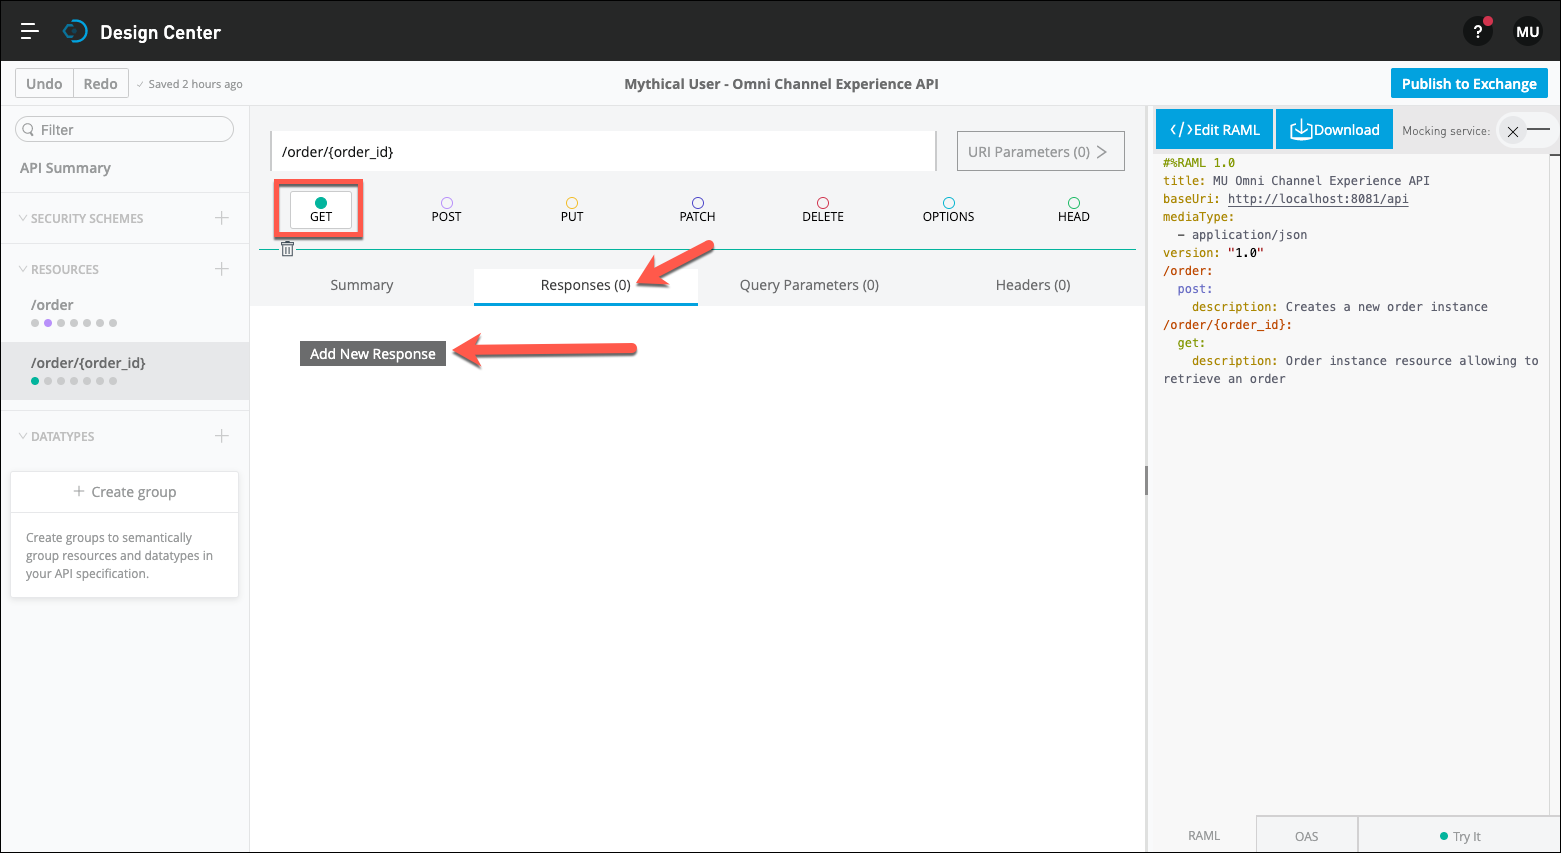 Design Center
?
MU
Undo
Redo
Saved 2 hours ago
Mythical User - Omni Channel Experience API
Publish to Exchange
Filter
API Summary
SECURITY SCHEMES
RESOURCES
/order
/order/{order_id}
DATATYPES
Create group
Create groups to semantically
group resources and datatypes in
your API specification.
/order/{order_id}
URI Parameters (0)
GET
POST
PUT
PATCH
DELETE
OPTIONS
HEAD
Summary
Responses (0)
Query Parameters (0)
Headers (0)
Add New Response
</>Edit RAML
Download
Mocking service:
#%RAML 1.0
title: MU Omni Channel Experience API
baseUri: http://localhost:8081/api
mediaType:
- application/json
version: "1.0"
/order:
post:
description: Creates a new order instance
/order/{order_id}:
get:
description: Order instance resource allowing to
retrieve an order
RAML
OAS
Try It